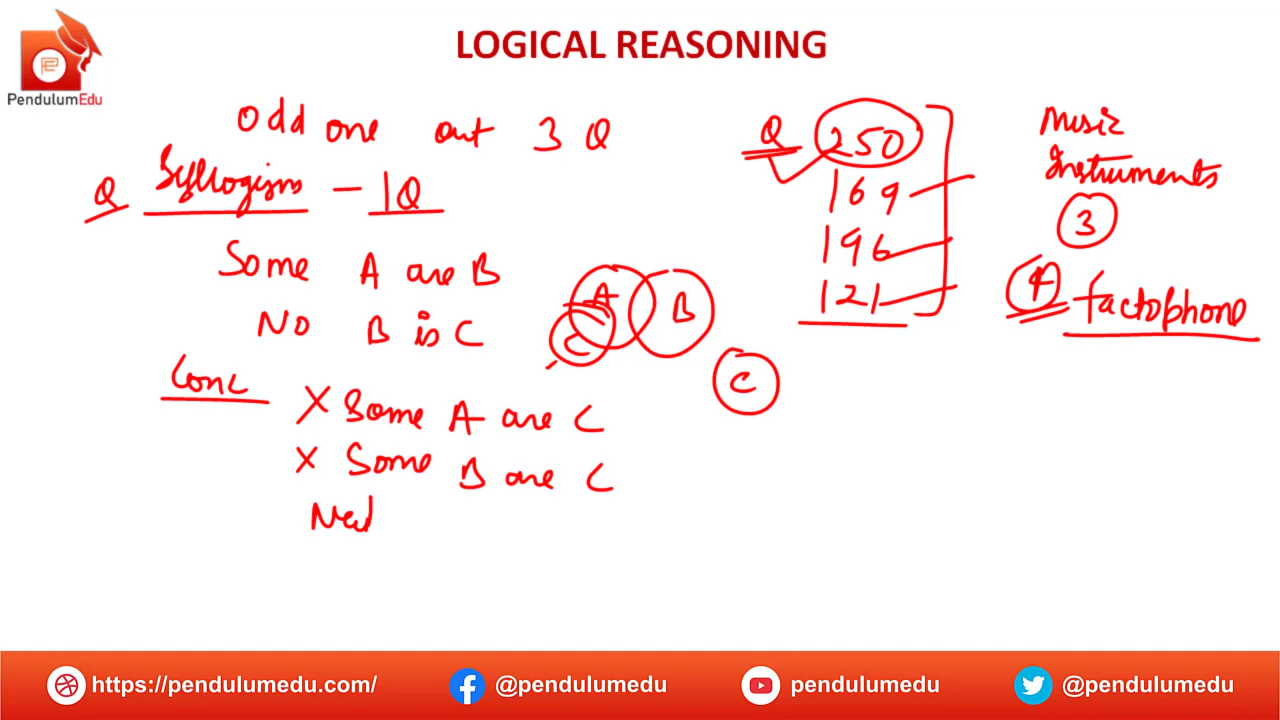 LOGICAL REASONING
PendulumEdu
Odd one out 3 Q
Q Syllogism - 1Q
Some A are B
No B is C
A B
C
C
Conc
X Some A are C
X Some B are C
Q 250
169
196
121
Music
Instruments
3
4 factophone
https://pendulumedu.com/
@pendulumedu
pendulumedu
@pendulumedu